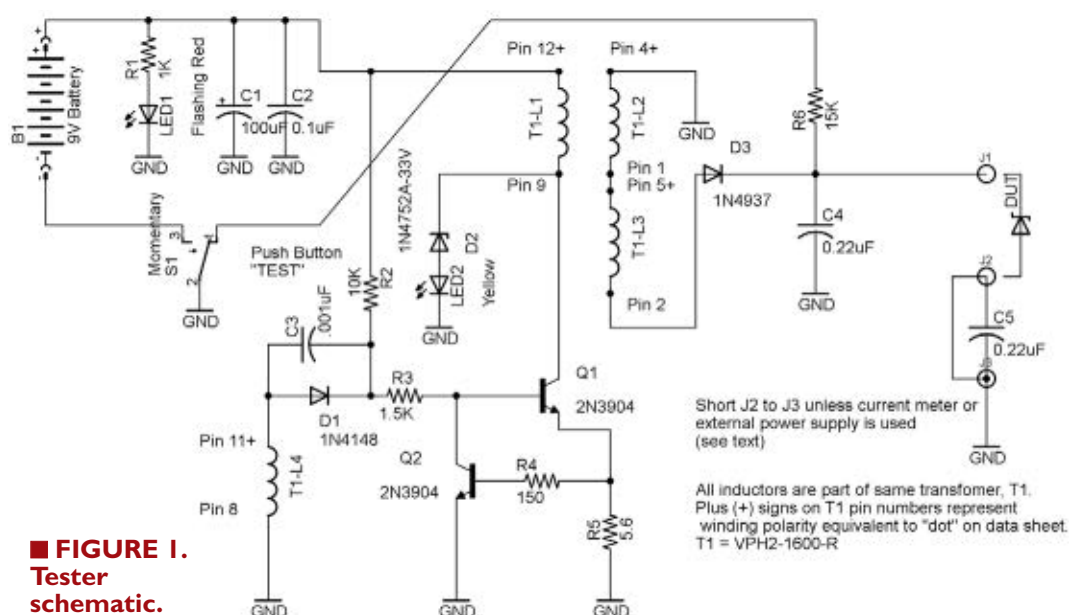 B1
9V Battery
R1
1K
LED1
Flashing Red
C1
100uF
C2
0.1uF
GND
GND
GND
Momentary
S1
3
1
2
GND
Push Button
"TEST"
C3
.001uF
10K
R2
1N4752A-33V
D2
LED2
Yellow
GND
Pin 12+
T1-L1
Pin 9
Pin 4+
T1-L2
GND
Pin 1
Pin 5+
T1-L3
Pin 2
D3
1N4937
R6
15K
C4
0.22uF
GND
J1
DUT
J2
C5
0.22uF
J3
GND
D1
1N4148
R3
1.5K
Q1
2N3904
Q2
2N3904
R4
150
R5
5.6
Pin 11+
T1-L4
Pin 8
GND
GND
GND
Short J2 to J3 unless current meter or
external power supply is used
(see text)
All inductors are part of same transfomer, T1.
Plus (+) signs on T1 pin numbers represent
winding polarity equivalent to "dot" on data sheet.
T1 = VPH2-1600-R
■ FIGURE 1.
Tester
schematic.